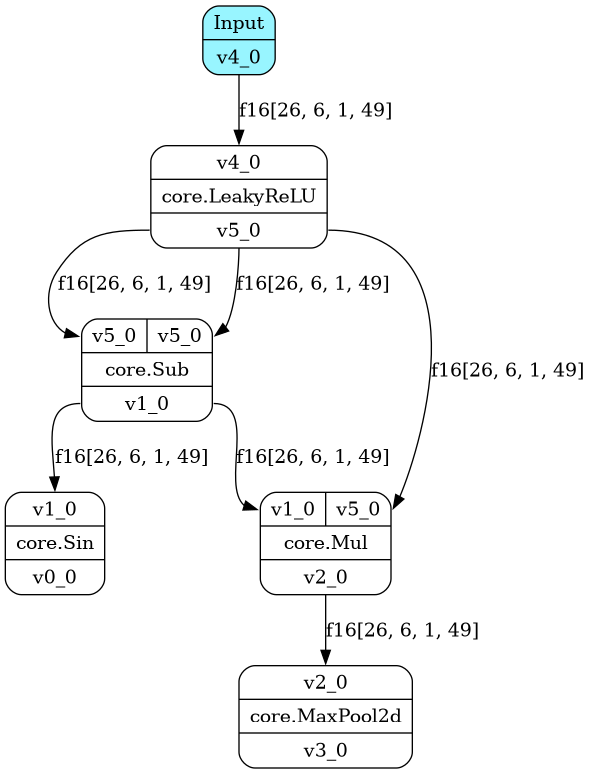 Input
v4_0
f16[26, 6, 1, 49]
v4_0
core.LeakyReLU
v5_0
f16[26, 6, 1, 49]
f16[26, 6, 1, 49]
f16[26, 6, 1, 49]
v5_0 v5_0
core.Sub
v1_0
f16[26, 6, 1, 49]
f16[26, 6, 1, 49]
v1_0
core.Sin
v0_0
v1_0 v5_0
core.Mul
v2_0
f16[26, 6, 1, 49]
v2_0
core.MaxPool2d
v3_0